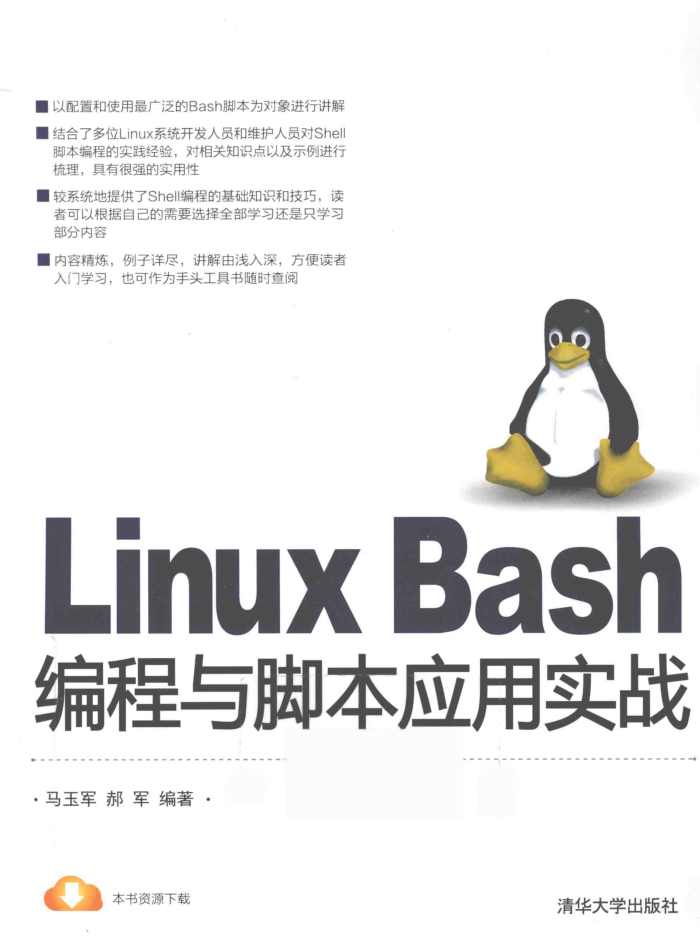 ■ 以配置和使用最广泛的Bash脚本为对象进行讲解
■ 结合了多位Linux系统开发人员和维护人员对Shell
脚本编程的实践经验，对相关知识点以及示例进行
梳理，具有很强的实用性
■ 较系统地提供了Shell编程的基础知识和技巧，读
者可以根据自己的需要选择全部学习还是只学习
部分内容
■ 内容精炼，例子详尽，讲解由浅入深，方便读者
入门学习，也可作为手头工具书随时查阅
Linux Bash
编程与脚本应用实战
· 马玉军 郝 军 编著 ·
本书资源下载
清华大学出版社